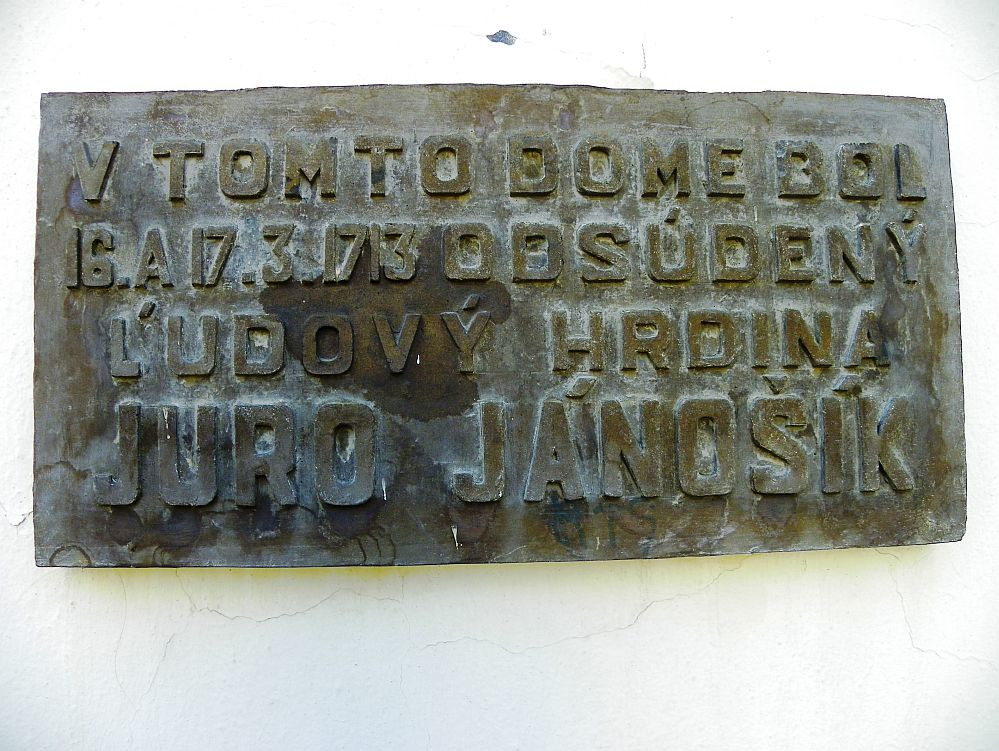 V TOMTO DOME BOL
16. A 17. 3. 1713 ODSÚDENÝ
ĽUDOVÝ HRDINA
JURO JÁNOŠÍK